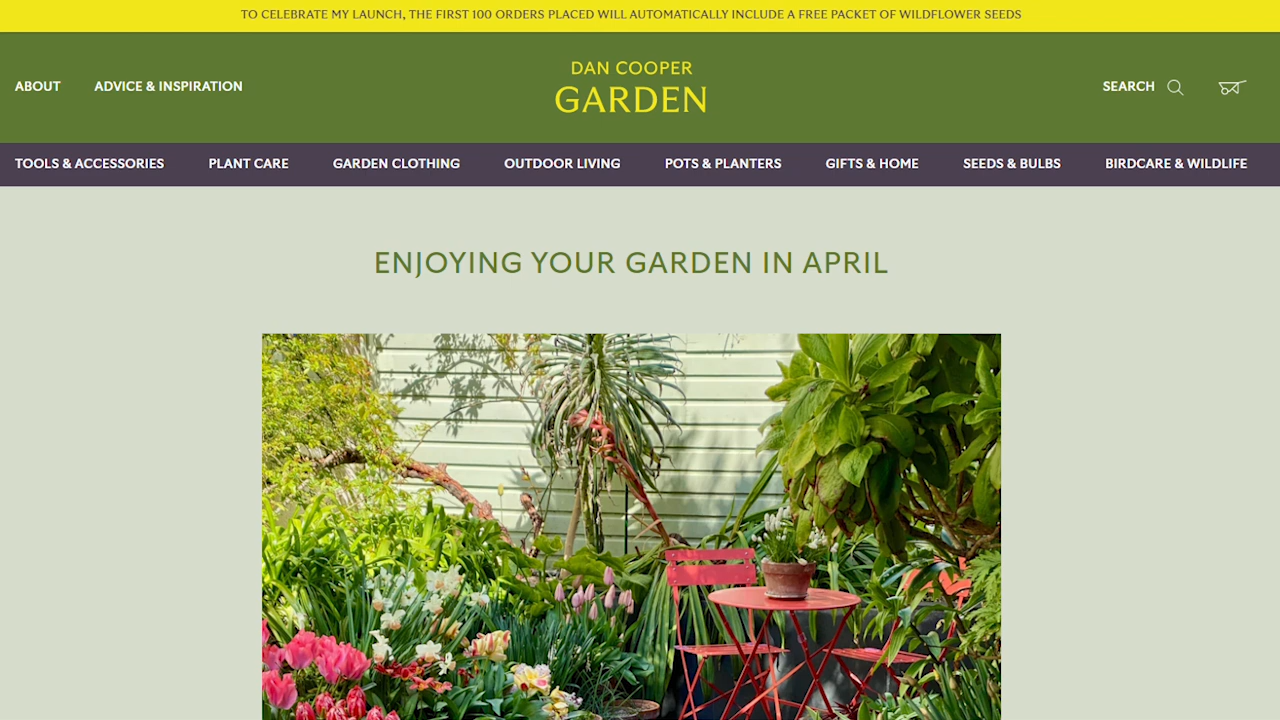 TO CELEBRATE MY LAUNCH, THE FIRST 100 ORDERS PLACED WILL AUTOMATICALLY INCLUDE A FREE PACKET OF WILDFLOWER SEEDS
ABOUT ADVICE & INSPIRATION
DAN COOPER
GARDEN
SEARCH
TOOLS & ACCESSORIES PLANT CARE GARDEN CLOTHING OUTDOOR LIVING POTS & PLANTERS GIFTS & HOME SEEDS & BULBS BIRDCARE & WILDLIFE
ENJOYING YOUR GARDEN IN APRIL